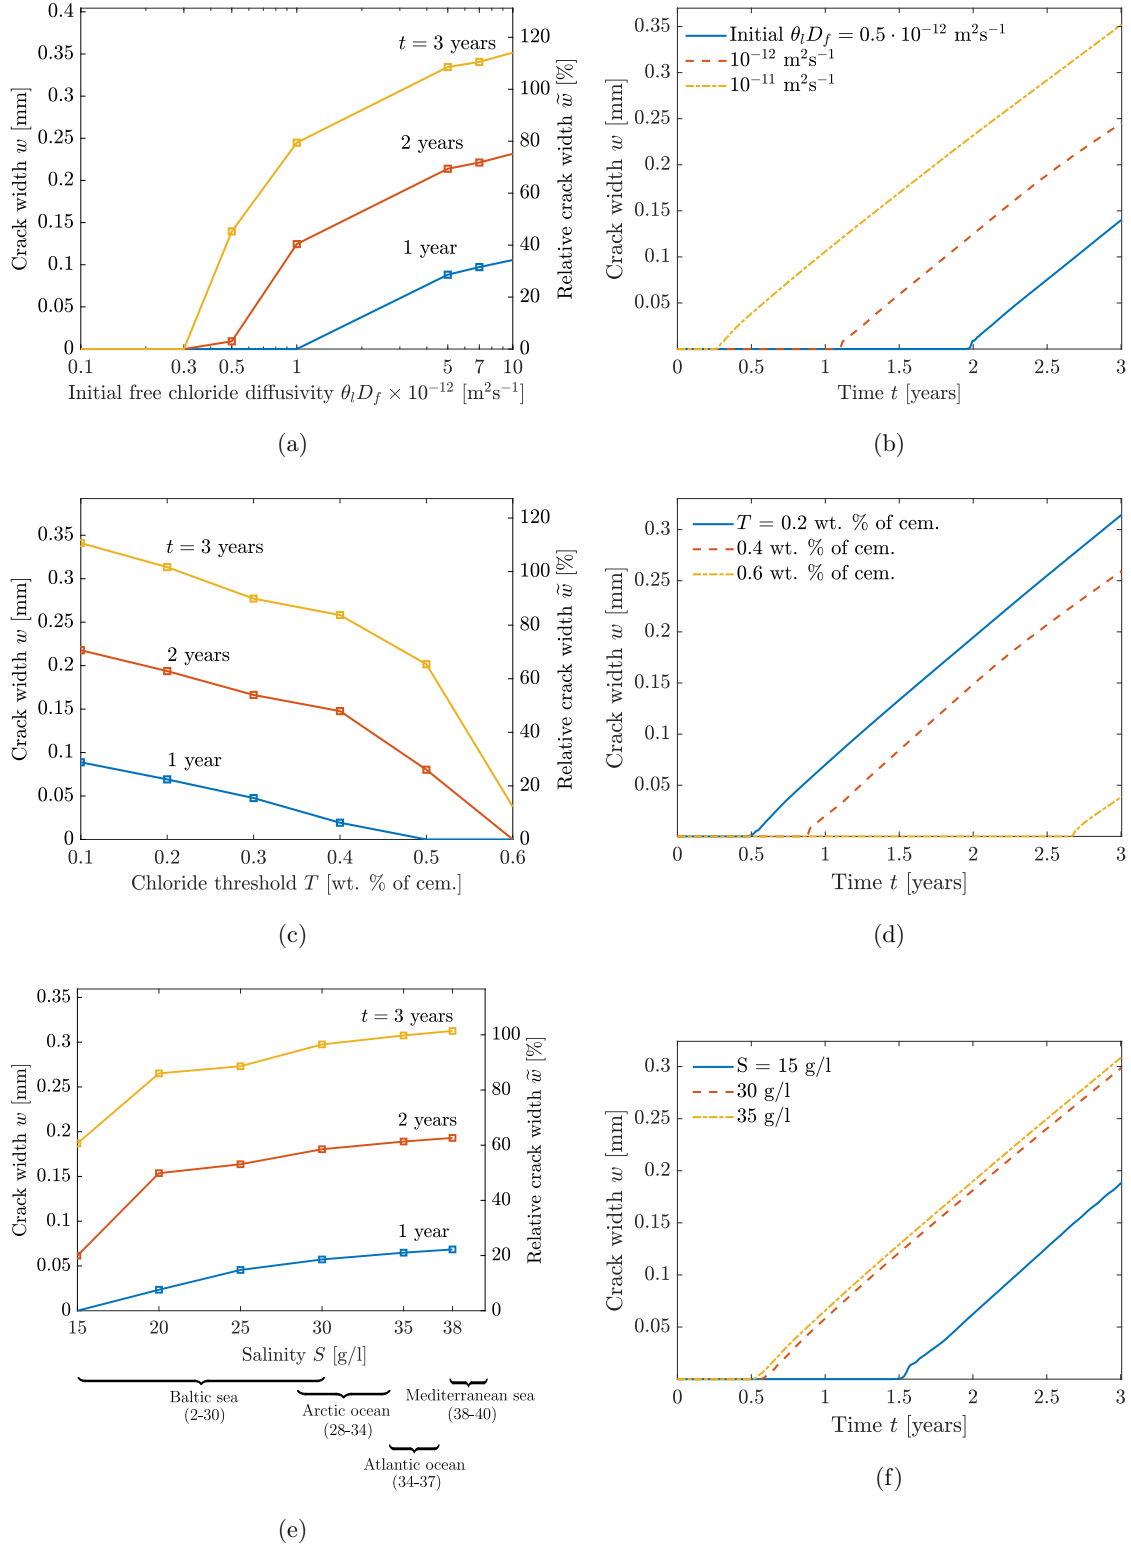 0.4
0.35
0.3
0.25
0.2
0.15
0.1
0.05
0
Crack width w [mm]
t = 3 years
2 years
1 year
120
100
80
60
40
20
0
Relative crack width w̃ [%]
0.1 0.3 0.5 1 5 7 10
Initial free chloride diffusivity θ_l D_f × 10⁻¹² [m²s⁻¹]
(a)
Initial θ_l D_f = 0.5 · 10⁻¹² m²s⁻¹
10⁻¹² m²s⁻¹
10⁻¹¹ m²s⁻¹
0.35
0.3
0.25
0.2
0.15
0.1
0.05
Crack width w [mm]
0 0.5 1 1.5 2 2.5 3
Time t [years]
(b)
0.35
0.3
0.25
0.2
0.15
0.1
0.05
0
Crack width w [mm]
t = 3 years
2 years
1 year
120
100
80
60
40
20
0
Relative crack width w̃ [%]
0.1 0.2 0.3 0.4 0.5 0.6
Chloride threshold T [wt. % of cem.]
(c)
T = 0.2 wt. % of cem.
0.4 wt. % of cem.
0.6 wt. % of cem.
0.3
0.25
0.2
0.15
0.1
0.05
Crack width w [mm]
0 0.5 1 1.5 2 2.5 3
Time t [years]
(d)
0.35
0.3
0.25
0.2
0.15
0.1
0.05
0
Crack width w [mm]
t = 3 years
2 years
1 year
100
80
60
40
20
0
Relative crack width w̃ [%]
15 20 25 30 35 38
Salinity S [g/l]
Baltic sea
(2-30)
Arctic ocean
(28-34)
Mediterranean sea
(38-40)
Atlantic ocean
(34-37)
(e)
S = 15 g/l
30 g/l
35 g/l
0.3
0.25
0.2
0.15
0.1
0.05
Crack width w [mm]
0 0.5 1 1.5 2 2.5 3
Time t [years]
(f)